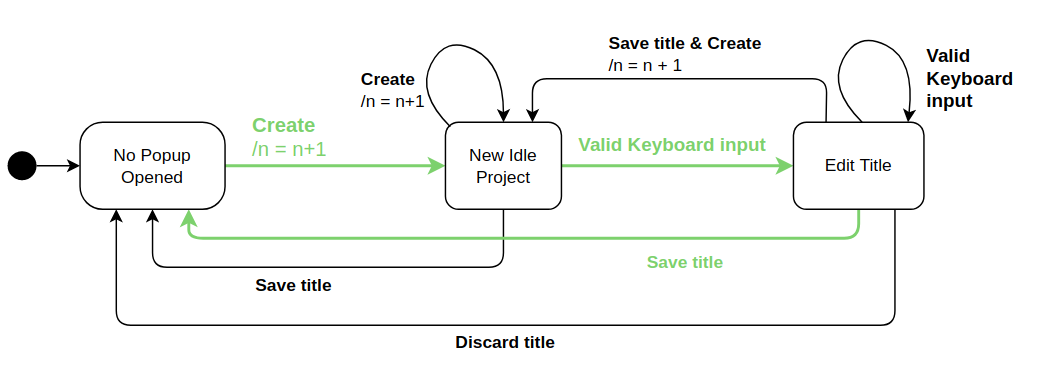 Save title & Create
/n = n + 1
Valid
Keyboard
input
Create
/n = n+1
Create
/n = n+1
Valid Keyboard input
No Popup
Opened
New Idle
Project
Edit Title
Save title
Save title
Discard title